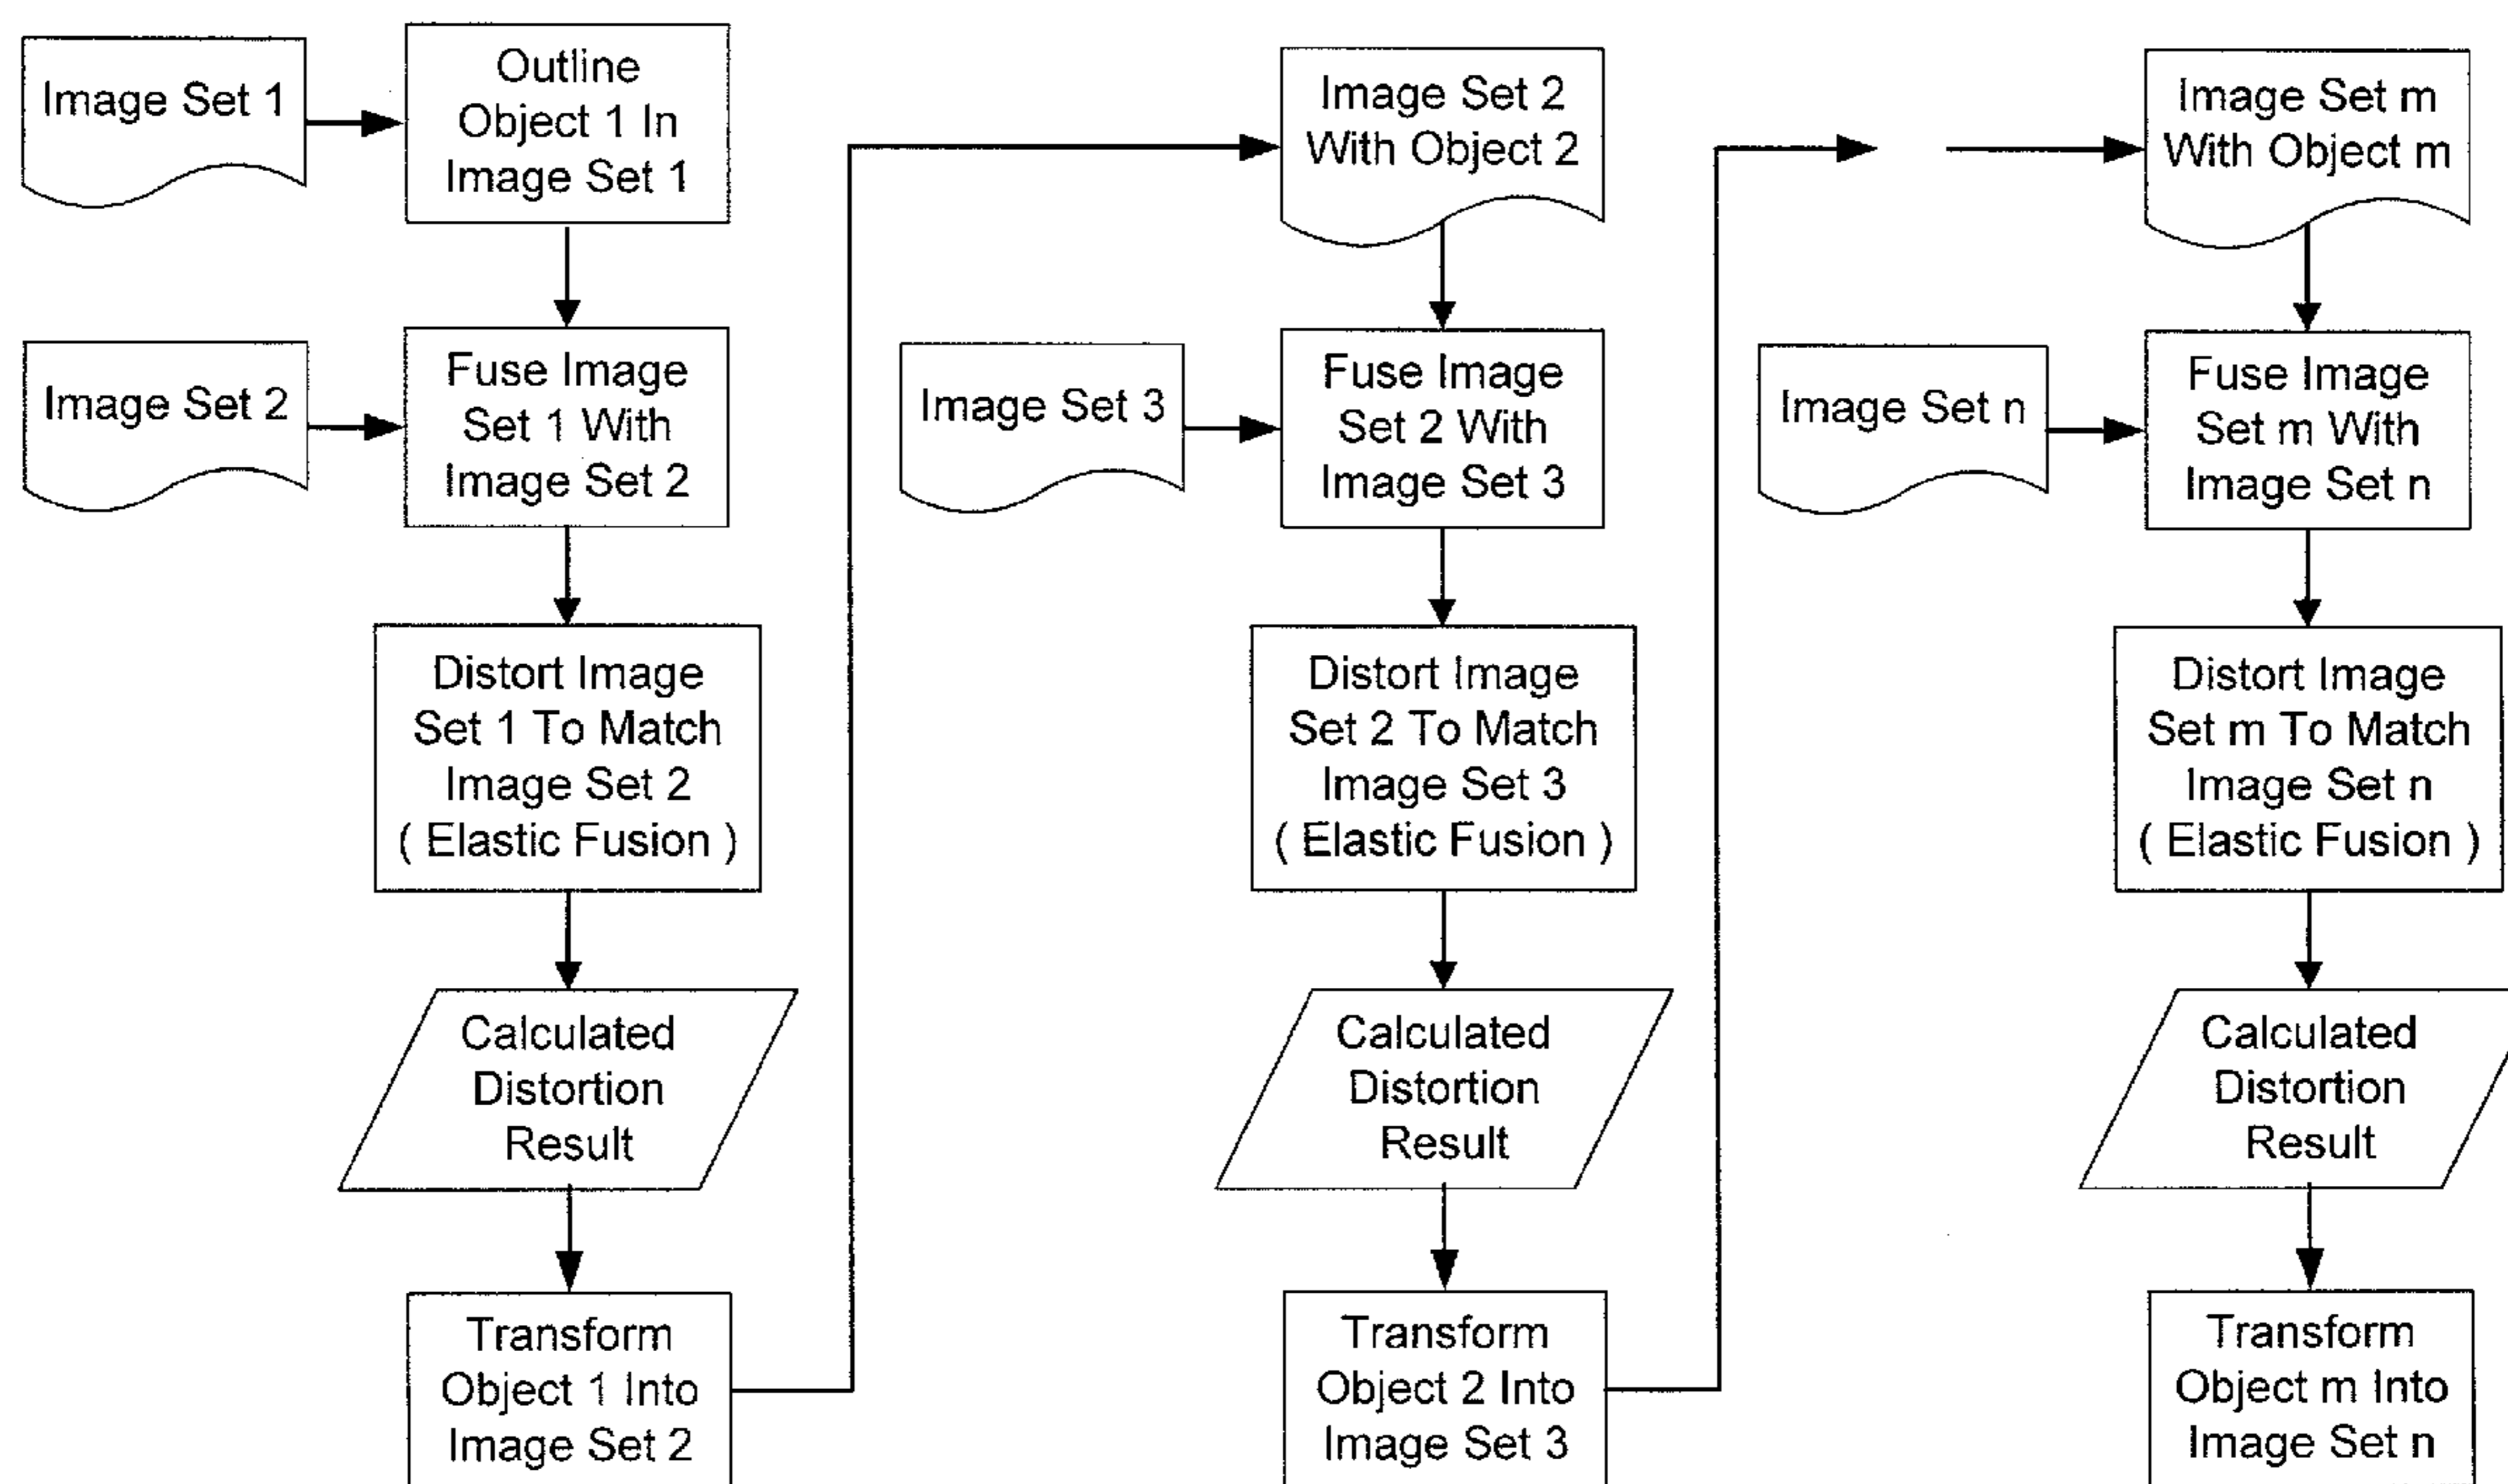 Image Set 1
Outline
Object 1 In
Image Set 1
Image Set 2
Fuse Image
Set 1 With
Image Set 2
Distort Image
Set 1 To Match
Image Set 2
( Elastic Fusion )
Calculated
Distortion
Result
Transform
Object 1 Into
Image Set 2
Image Set 2
With Object 2
Image Set 3
Fuse Image
Set 2 With
Image Set 3
Distort Image
Set 2 To Match
Image Set 3
( Elastic Fusion )
Calculated
Distortion
Result
Transform
Object 2 Into
Image Set 3
Image Set m
With Object m
Image Set n
Fuse Image
Set m With
Image Set n
Distort Image
Set m To Match
Image Set n
( Elastic Fusion )
Calculated
Distortion
Result
Transform
Object m Into
Image Set n